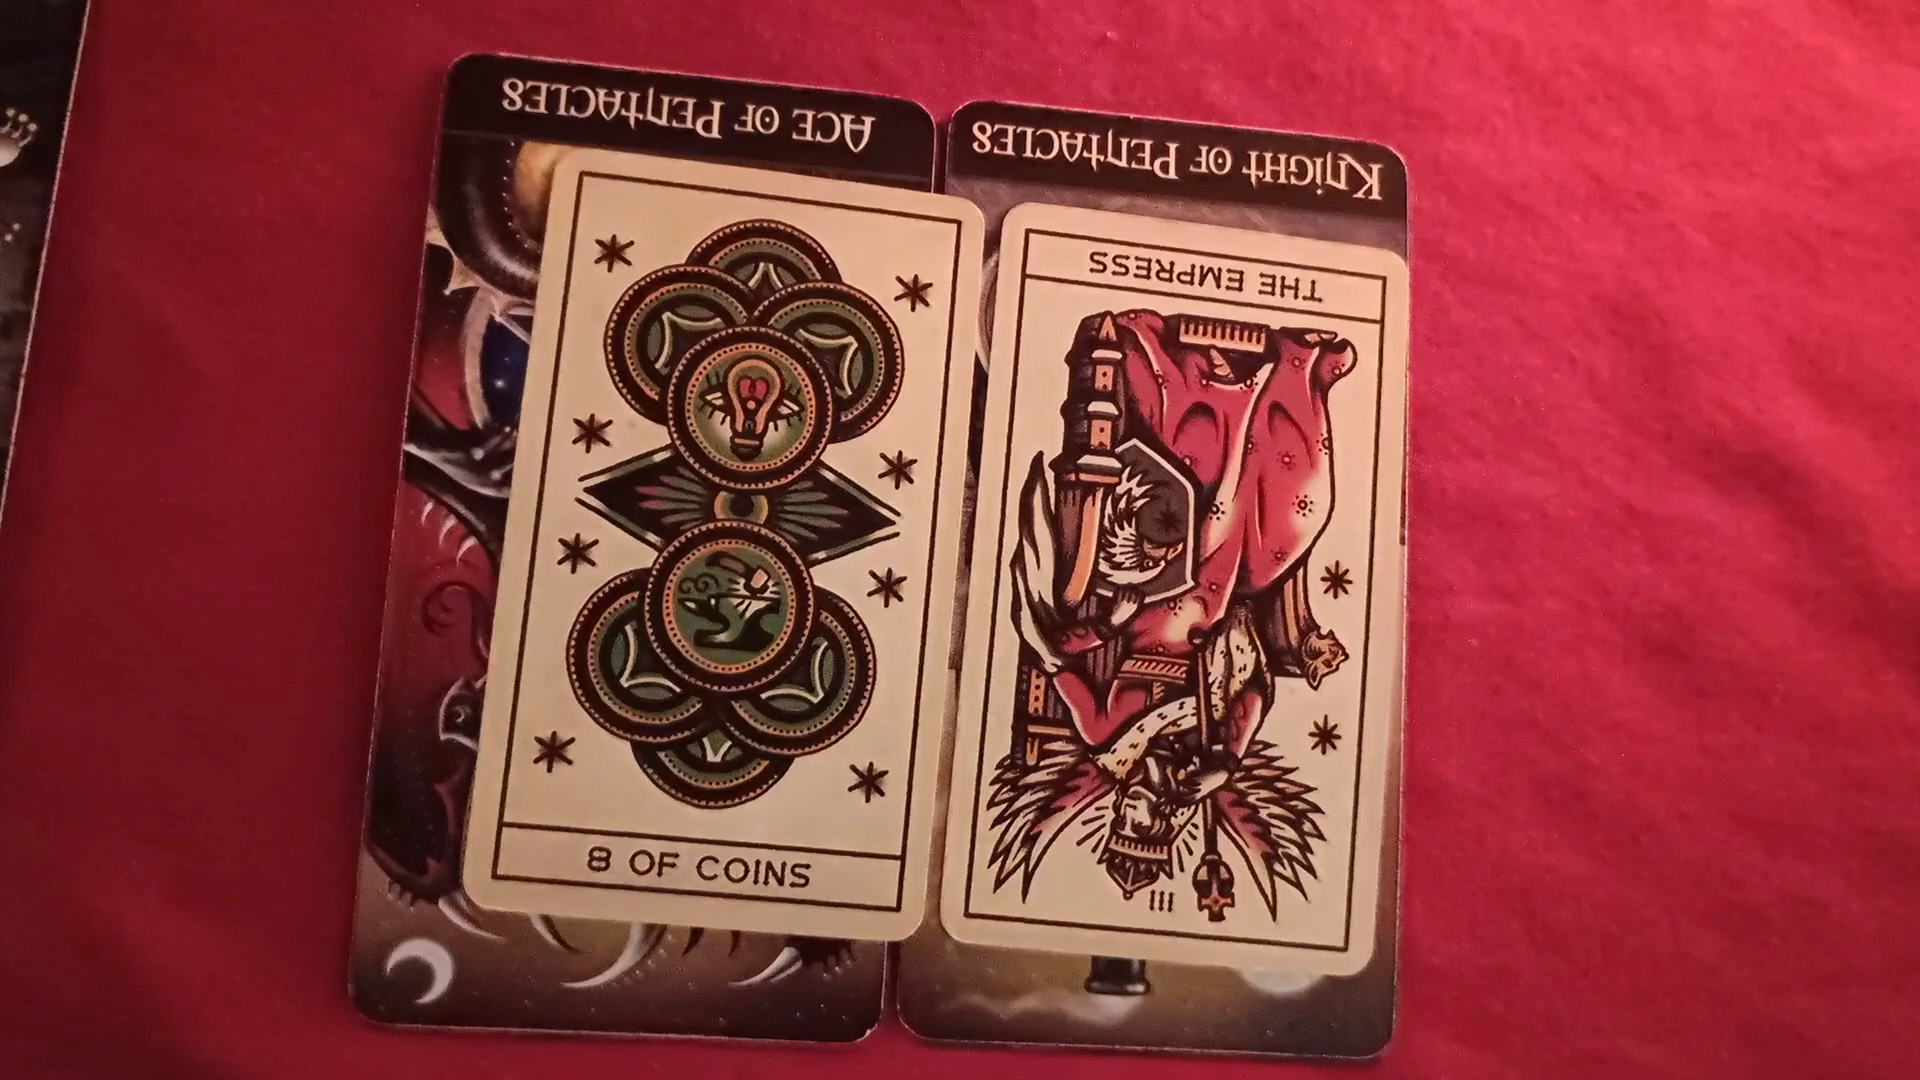 Ace of Pentacles
Knight of Pentacles
THE EMPRESS
III
8 OF COINS